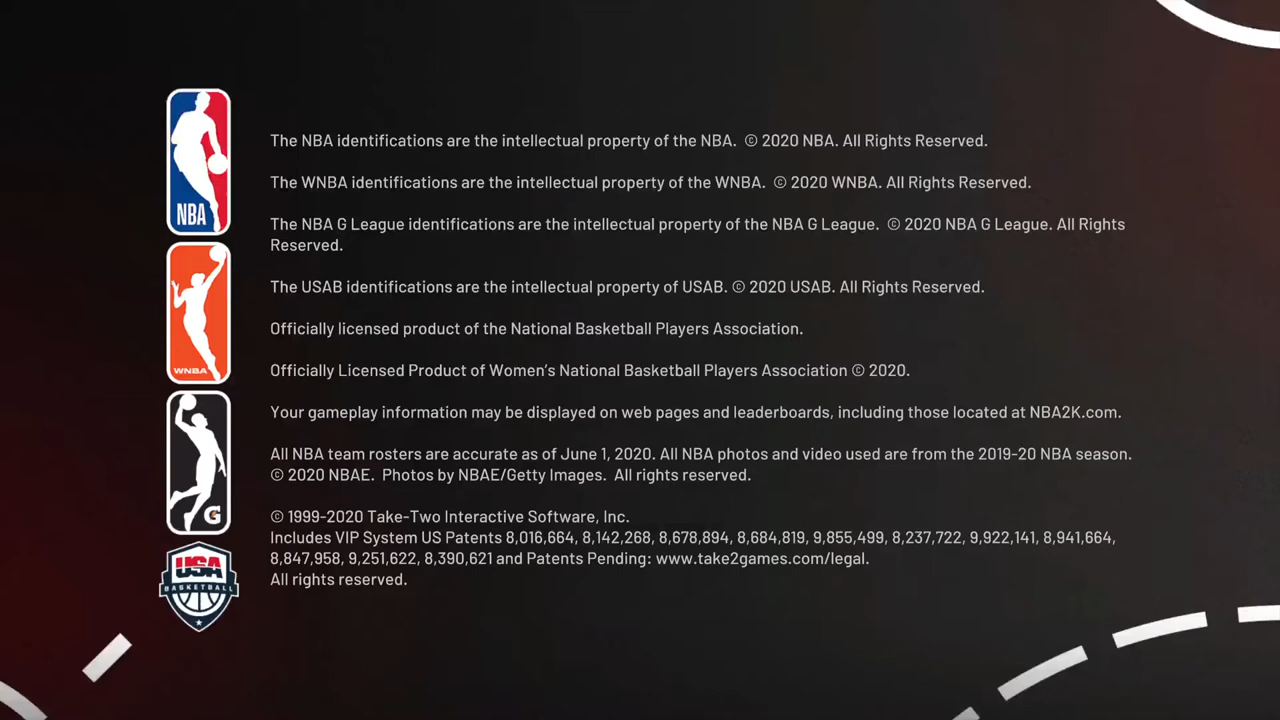 NBA
The NBA identifications are the intellectual property of the NBA.  © 2020 NBA. All Rights Reserved.
The WNBA identifications are the intellectual property of the WNBA.  © 2020 WNBA. All Rights Reserved.
The NBA G League identifications are the intellectual property of the NBA G League.  © 2020 NBA G League. All Rights
Reserved.
WNBA
The USAB identifications are the intellectual property of USAB. © 2020 USAB. All Rights Reserved.
Officially licensed product of the National Basketball Players Association.
Officially Licensed Product of Women's National Basketball Players Association © 2020.
Your gameplay information may be displayed on web pages and leaderboards, including those located at NBA2K.com.
G
All NBA team rosters are accurate as of June 1, 2020. All NBA photos and video used are from the 2019-20 NBA season.
© 2020 NBAE.  Photos by NBAE/Getty Images.  All rights reserved.
© 1999-2020 Take-Two Interactive Software, Inc.
Includes VIP System US Patents 8,016,664, 8,142,268, 8,678,894, 8,684,819, 9,855,499, 8,237,722, 9,922,141, 8,941,664,
8,847,958, 9,251,622, 8,390,621 and Patents Pending: www.take2games.com/legal.
All rights reserved.
USA
BASKETBALL